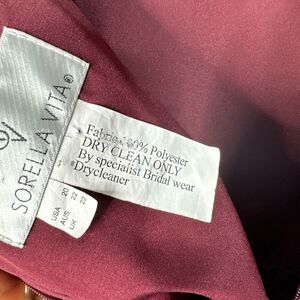 SORELLA VITA®
Fabric:100% Polyester
DRY CLEAN ONLY
By specialist Bridal wear
*Drycleaner
USA 20
AUS 22
UK 22